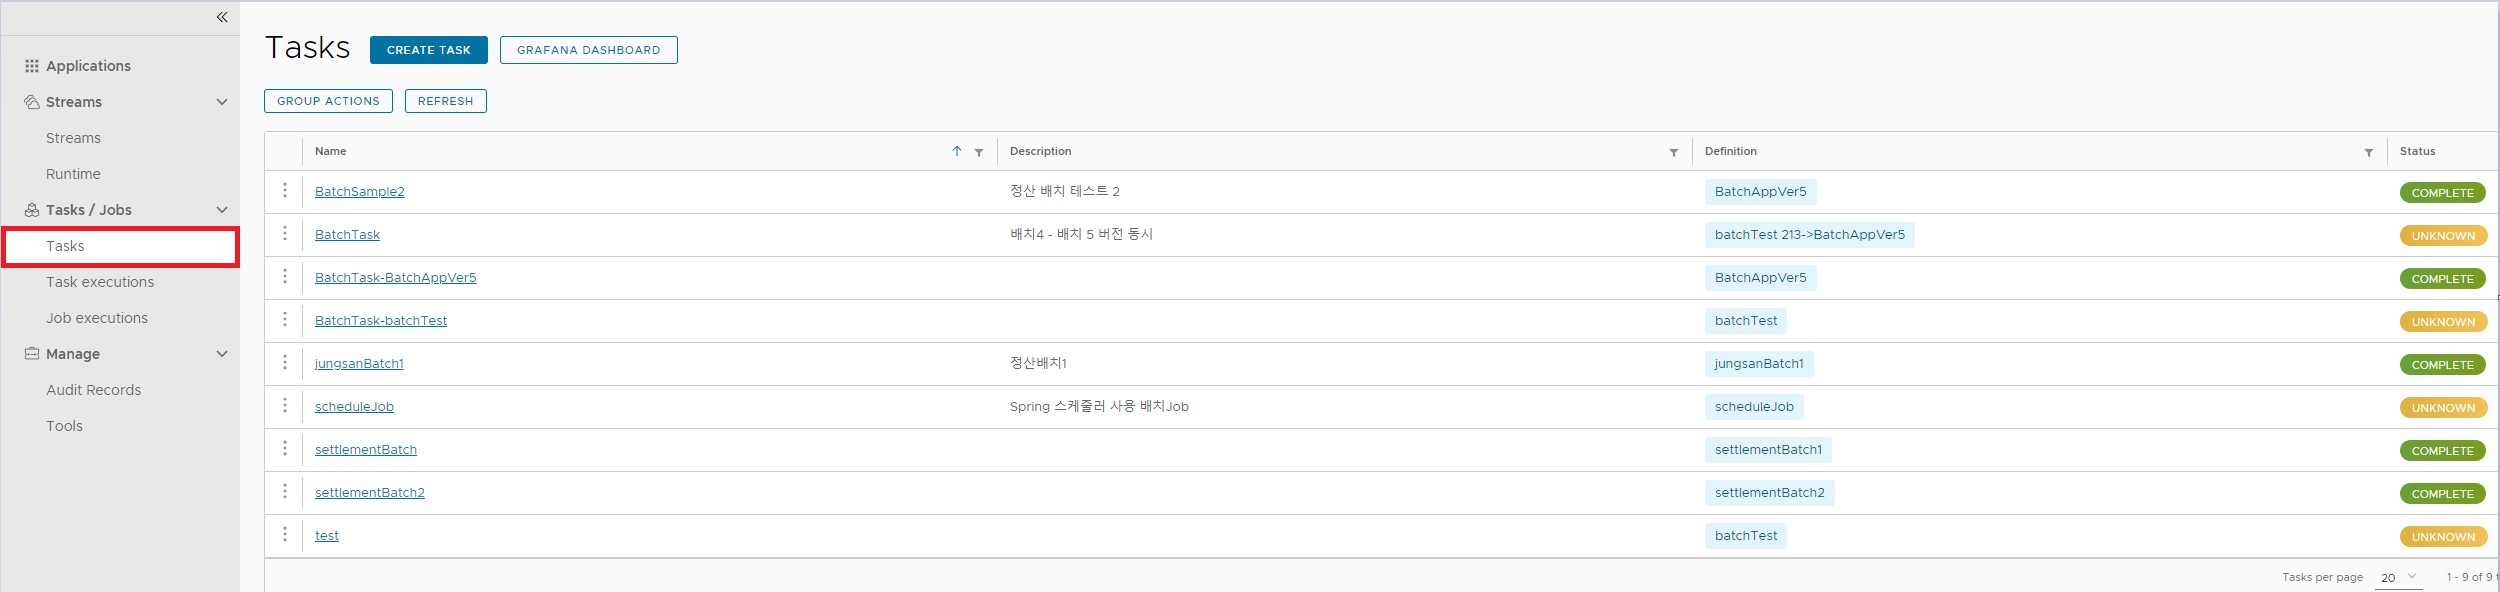 Applications
Streams
Streams
Runtime
Tasks / Jobs
Tasks
Task executions
Job executions
Manage
Audit Records
Tools
Tasks CREATE TASK GRAFANA DASHBOARD
GROUP ACTIONS REFRESH
Name Description Definition Status
BatchSample2 정산 배치 테스트 2 BatchAppVer5 COMPLETE
BatchTask 배치4 - 배치 5 버전 동시 batchTest 213->BatchAppVer5 UNKNOWN
BatchTask-BatchAppVer5 BatchAppVer5 COMPLETE
BatchTask-batchTest batchTest UNKNOWN
jungsanBatch1 정산배치1 jungsanBatch1 COMPLETE
scheduleJob Spring 스케줄러 사용 배치Job scheduleJob UNKNOWN
settlementBatch settlementBatch1 COMPLETE
settlementBatch2 settlementBatch2 COMPLETE
test batchTest UNKNOWN
Tasks per page 20 1 - 9 of 9